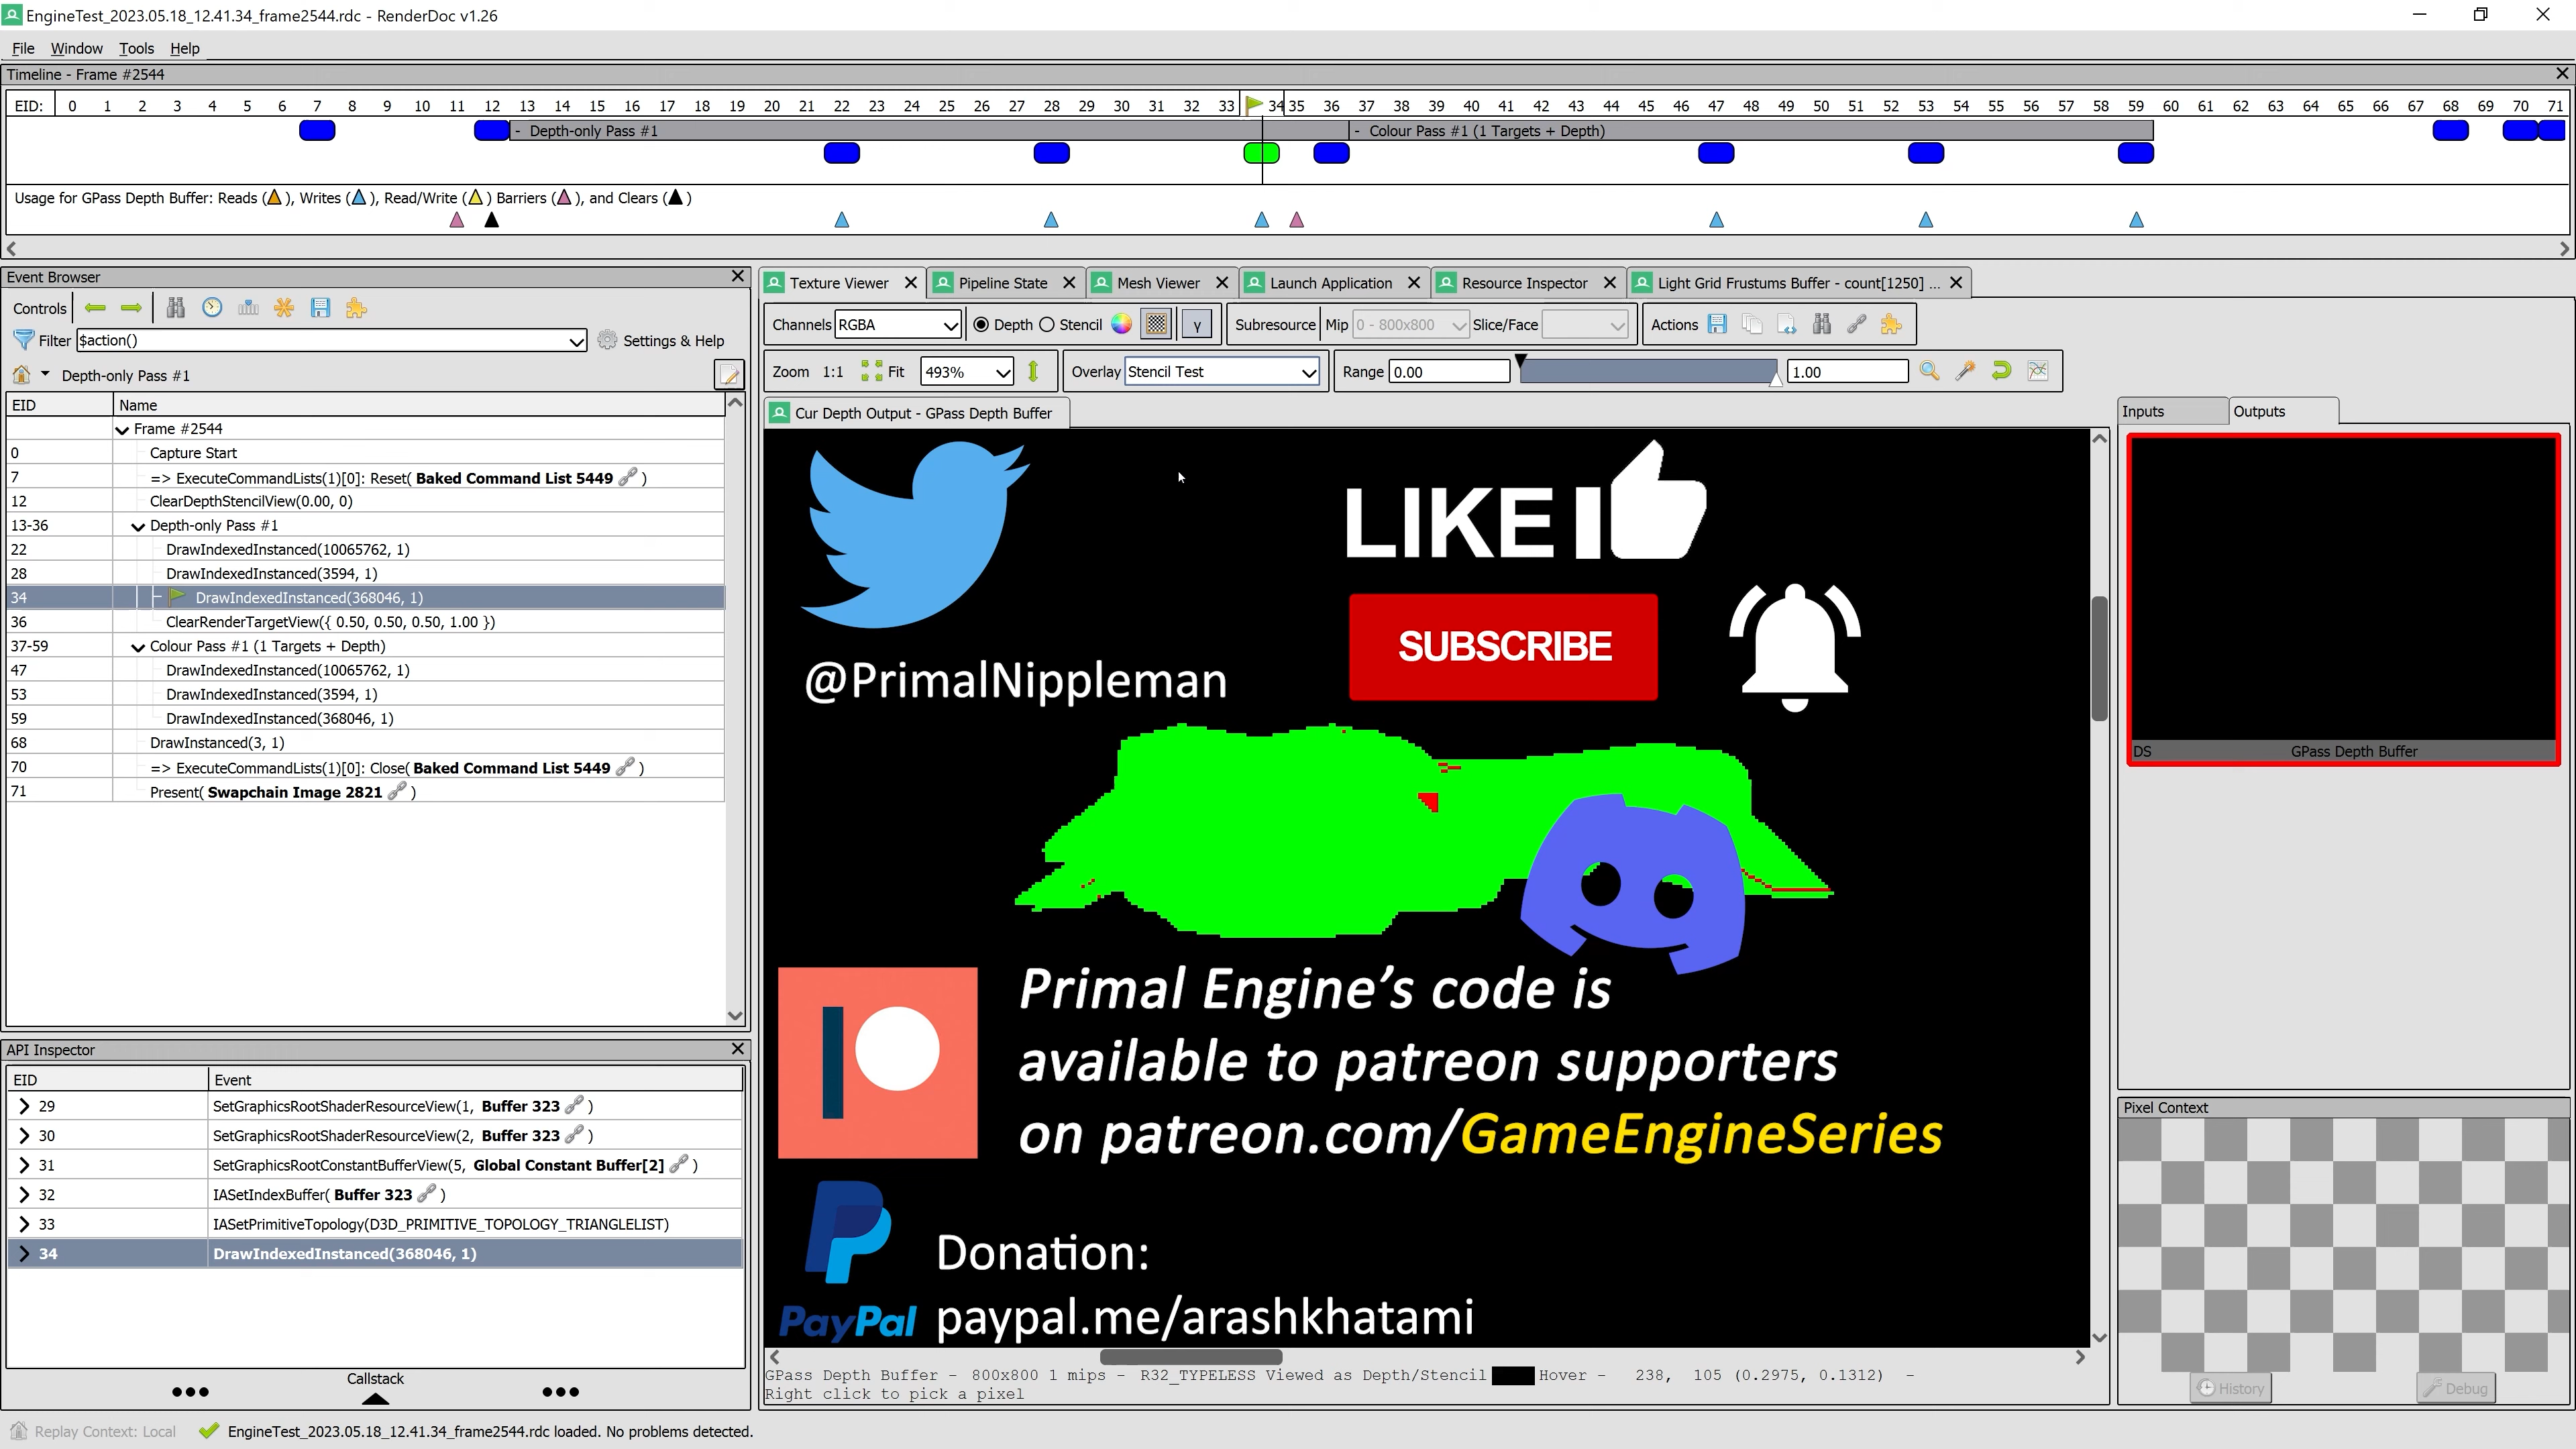 EngineTest_2023.05.18_12.41.34_frame2544.rdc - RenderDoc v1.26
File Window Tools Help
Timeline - Frame #2544
EID: 0 1 2 3 4 5 6 7 8 9 10 11 12 13 14 15 16 17 18 19 20 21 22 23 24 25 26 27 28 29 30 31 32 33 34 35 36 37 38 39 40 41 42 43 44 45 46 47 48 49 50 51 52 53 54 55 56 57 58 59 60 61 62 63 64 65 66 67 68 69 70 71
- Depth-only Pass #1 - Colour Pass #1 (1 Targets + Depth)
Usage for GPass Depth Buffer: Reads ( ), Writes ( ), Read/Write ( ) Barriers ( ), and Clears ( )
Event Browser
Controls
Filter $action() Settings & Help
Depth-only Pass #1
EID Name
Frame #2544
0 Capture Start
7 => ExecuteCommandLists(1)[0]: Reset( Baked Command List 5449 )
12 ClearDepthStencilView(0.00, 0)
13-36 Depth-only Pass #1
22 DrawIndexedInstanced(10065762, 1)
28 DrawIndexedInstanced(3594, 1)
34 DrawIndexedInstanced(368046, 1)
36 ClearRenderTargetView({ 0.50, 0.50, 0.50, 1.00 })
37-59 Colour Pass #1 (1 Targets + Depth)
47 DrawIndexedInstanced(10065762, 1)
53 DrawIndexedInstanced(3594, 1)
59 DrawIndexedInstanced(368046, 1)
68 DrawInstanced(3, 1)
70 => ExecuteCommandLists(1)[0]: Close( Baked Command List 5449 )
71 Present( Swapchain Image 2821 )
API Inspector
EID Event
29 SetGraphicsRootShaderResourceView(1, Buffer 323 )
30 SetGraphicsRootShaderResourceView(2, Buffer 323 )
31 SetGraphicsRootConstantBufferView(5, Global Constant Buffer[2] )
32 IASetIndexBuffer( Buffer 323 )
33 IASetPrimitiveTopology(D3D_PRIMITIVE_TOPOLOGY_TRIANGLELIST)
34 DrawIndexedInstanced(368046, 1)
Callstack
Texture Viewer Pipeline State Mesh Viewer Launch Application Resource Inspector Light Grid Frustums Buffer - count[1250] ...
Channels RGBA Depth Stencil γ Subresource Mip 0 - 800x800 Slice/Face Actions
Zoom 1:1 Fit 493% Overlay Stencil Test Range 0.00 1.00
Cur Depth Output - GPass Depth Buffer
LIKE
SUBSCRIBE
@PrimalNippleman
Primal Engine's code is
available to patreon supporters
on patreon.com/GameEngineSeries
Donation:
PayPal paypal.me/arashkhatami
GPass Depth Buffer - 800x800 1 mips - R32_TYPELESS Viewed as Depth/Stencil Hover - 238, 105 (0.2975, 0.1312) -
Right click to pick a pixel
Inputs Outputs
DS GPass Depth Buffer
Pixel Context
History Debug
Replay Context: Local EngineTest_2023.05.18_12.41.34_frame2544.rdc loaded. No problems detected.